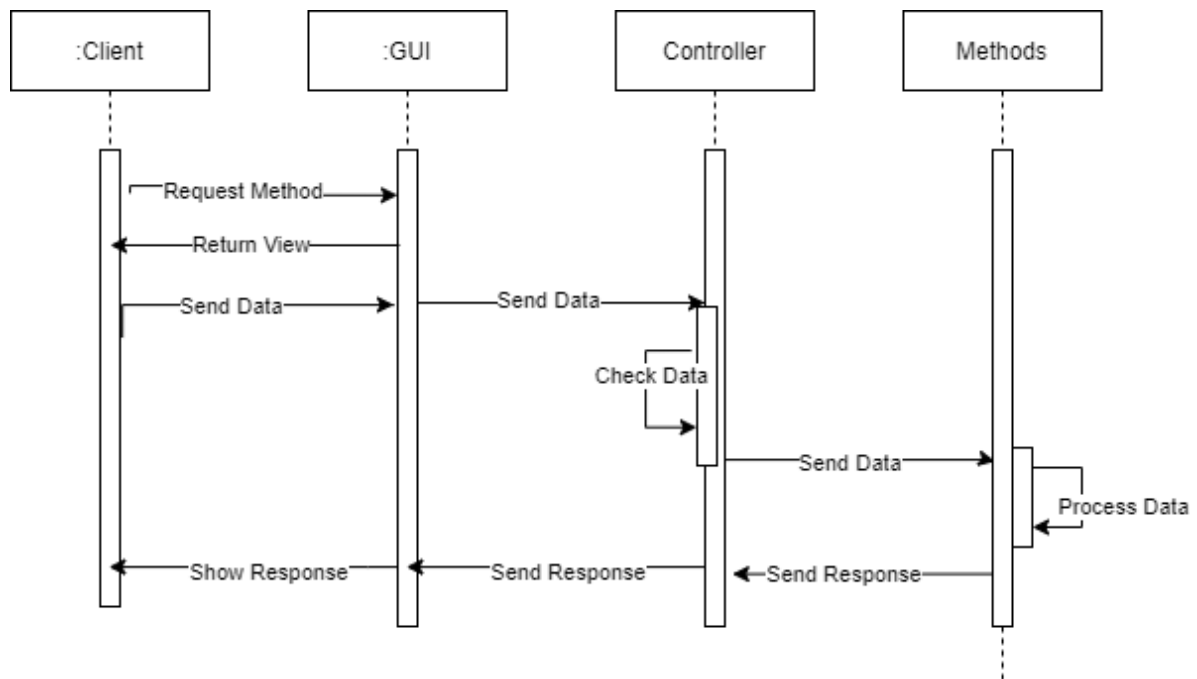 :Client
:GUI
Controller
Methods
Request Method
Return View
Send Data
Send Data
Check Data
Send Data
Process Data
Show Response
Send Response
Send Response